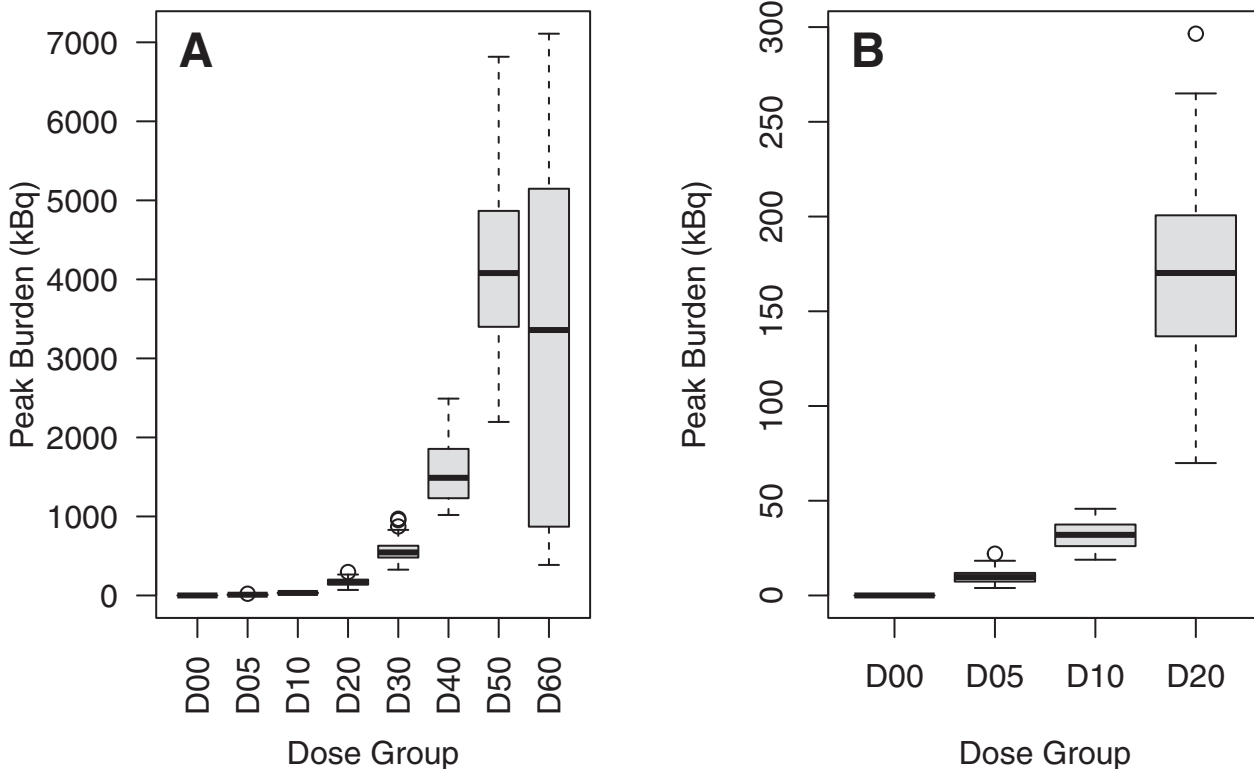 A
Peak Burden (kBq)
7000
6000
5000
4000
3000
2000
1000
0
D00 D05 D10 D20 D30 D40 D50 D60
Dose Group
B
Peak Burden (kBq)
300
250
200
150
100
50
0
D00 D05 D10 D20
Dose Group